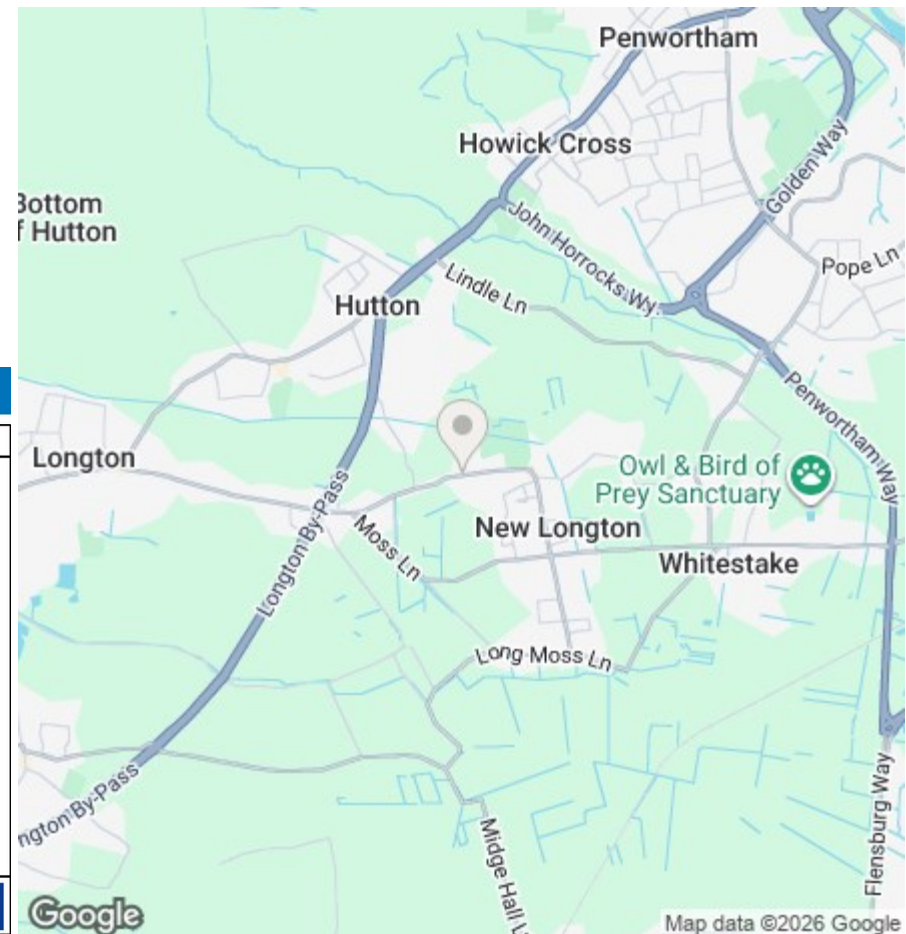 Penwortham
Howick Cross
Golden Way
Bottom
of Hutton
John Horrocks Wy.
Pope Ln
Lindle Ln
Hutton
Penwortham Way
Longton
Owl & Bird of
Prey Sanctuary
New Longton
Moss Ln
Longton By-Pass
Whitestake
Long Moss Ln
ngton By-Pass
Midge Hall L
Flensburg Way
Google
Map data ©2026 Google